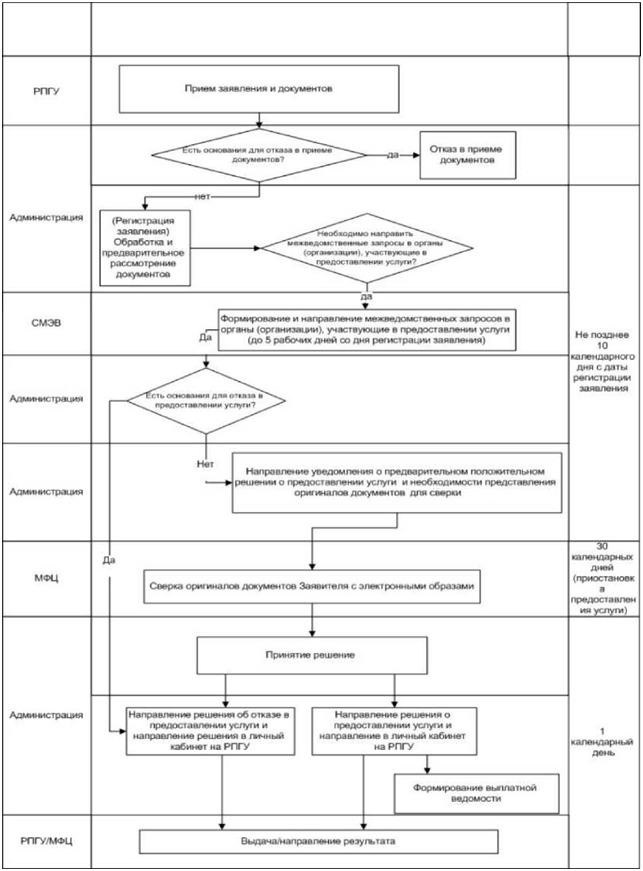 РПГУ
Прием заявления и документов
Есть основания для отказа в приеме
документов?
да
Отказ в приеме
документов
нет
Администрация
(Регистрация
заявления)
Обработка и
предварительное
рассмотрение
документов
Необходимо направить
межведомственные запросы в органы
(организации), участвующие в
предоставлении услуги?
да
СМЭВ
Формирование и направление межведомственных запросов в
органы (организации), участвующие в предоставлении услуги
(до 5 рабочих дней со дня регистрации заявления)
Да
Не позднее
10
календарного
дня с даты
регистрации
заявления
Администрация
Есть основания для отказа в
предоставлении услуги?
Нет
Администрация
Направление уведомления о предварительном положительном
решении о предоставлении услуги и необходимости представления
оригиналов документов для сверки
Да
МФЦ
Сверка оригиналов документов Заявителя с электронными образами
30
календарных
дней
(приостановк
а
предоставлен
ия услуги)
Принятие решение
Администрация
Направление решения об отказе в
предоставлении услуги и
направление решения в личный
кабинет на РПГУ
Направление решения о
предоставлении услуги и
направление в личный кабинет
на РПГУ
1
календарный
день
Формирование выплатной
ведомости
РПГУ/МФЦ
Выдача/направление результата